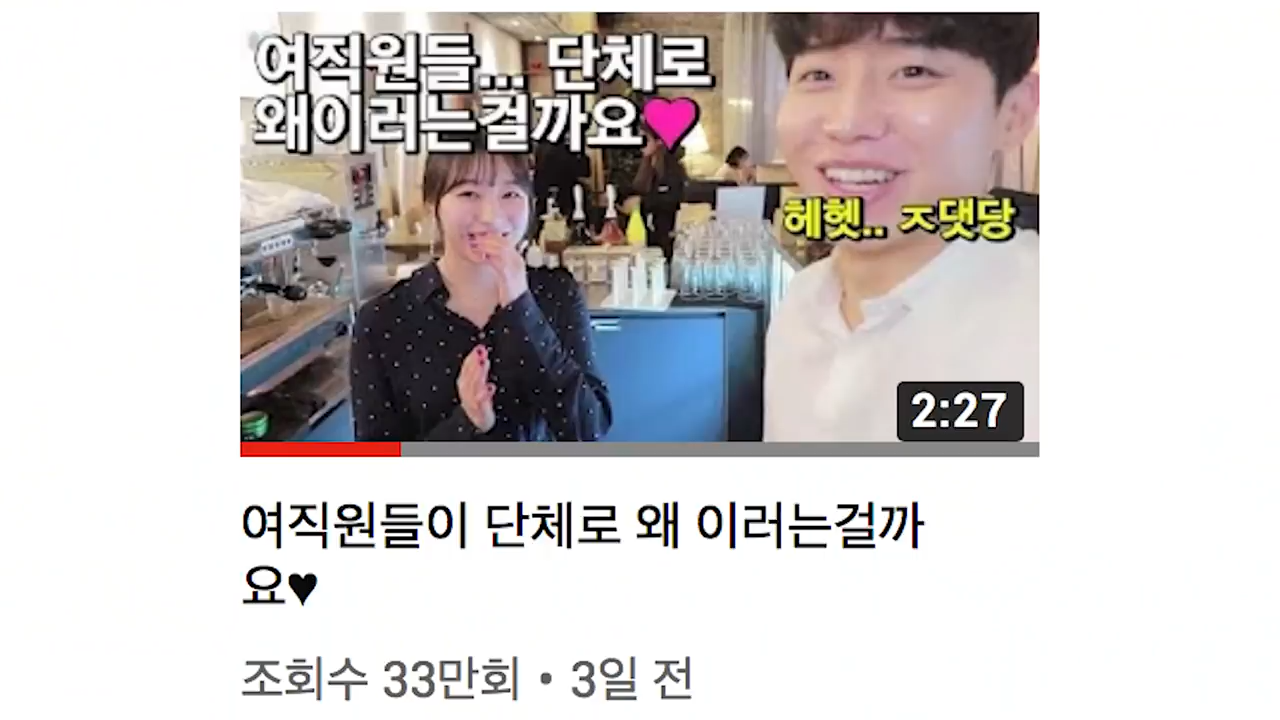 여직원들... 단체로
왜이러는걸까요♥
헤헷.. ㅈ댓당
2:27
여직원들이 단체로 왜 이러는걸까
요♥
조회수 33만회 • 3일 전